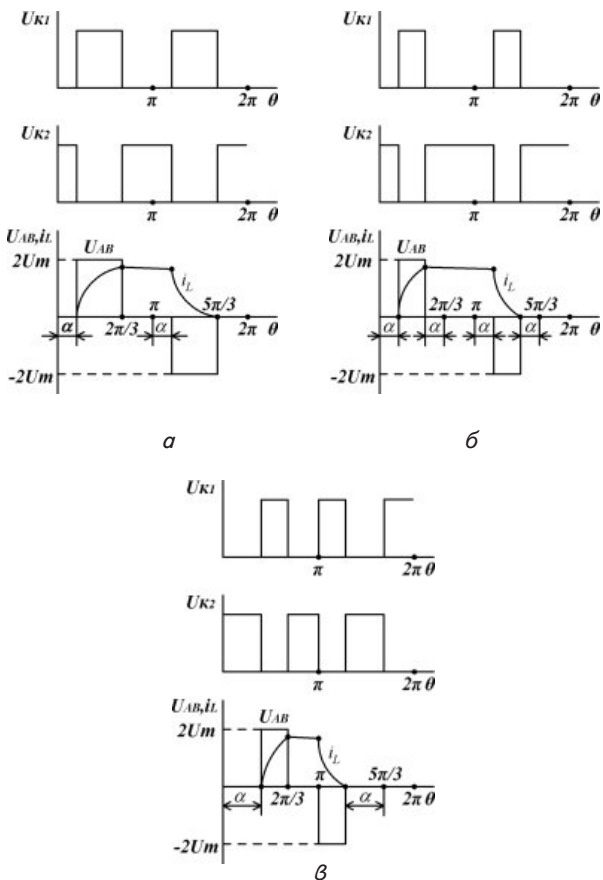 UK1
π
2π θ
UK2
π
2π θ
UAB,iL
2Um
UAB
iL
α
2π/3
π
α
5π/3
2π θ
-2Um
а
UK1
π
2π θ
UK2
π
2π θ
UAB,iL
2Um
UAB
iL
α
α
2π/3
π
α
5π/3
α
2π θ
-2Um
б
UK1
π
2π θ
UK2
π
2π θ
UAB,iL
2Um
UAB
iL
α
2π/3
π
α
5π/3
2π θ
-2Um
в